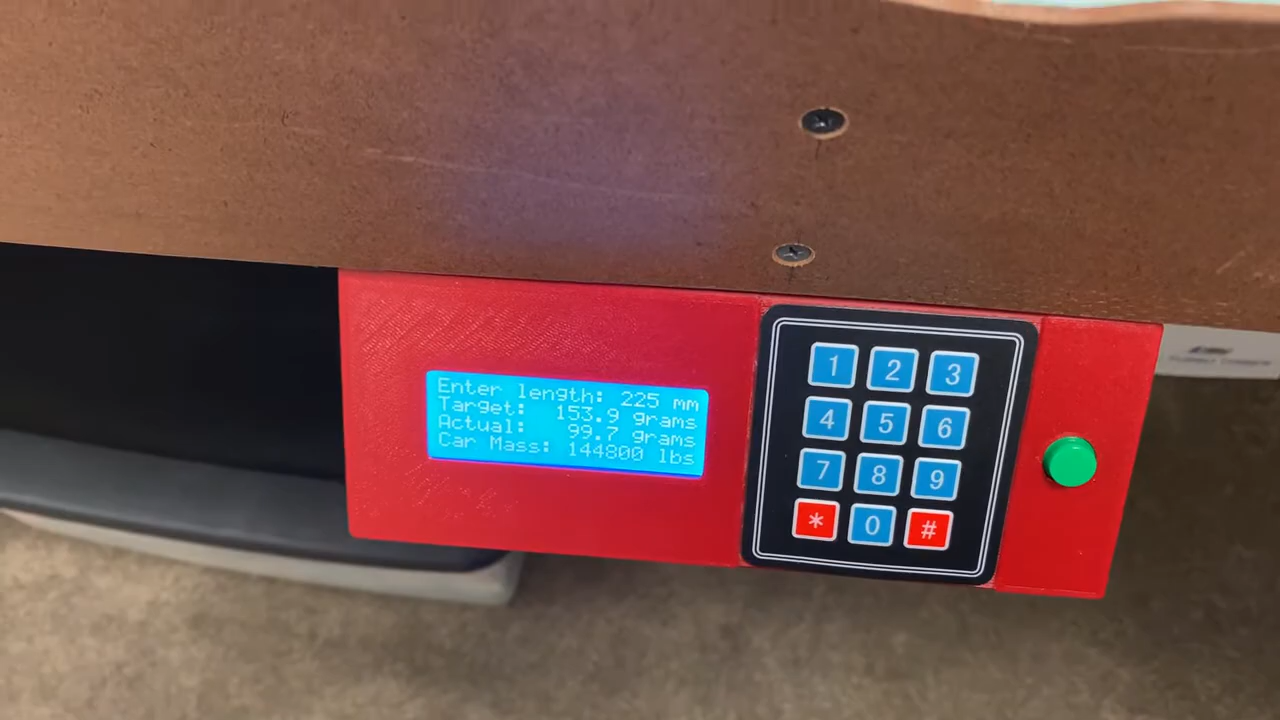 Enter length: 225 mm
Target: 153.9 grams
Actual: 99.7 grams
Car Mass: 144800 lbs
1 2 3
4 5 6
7 8 9
* 0 #